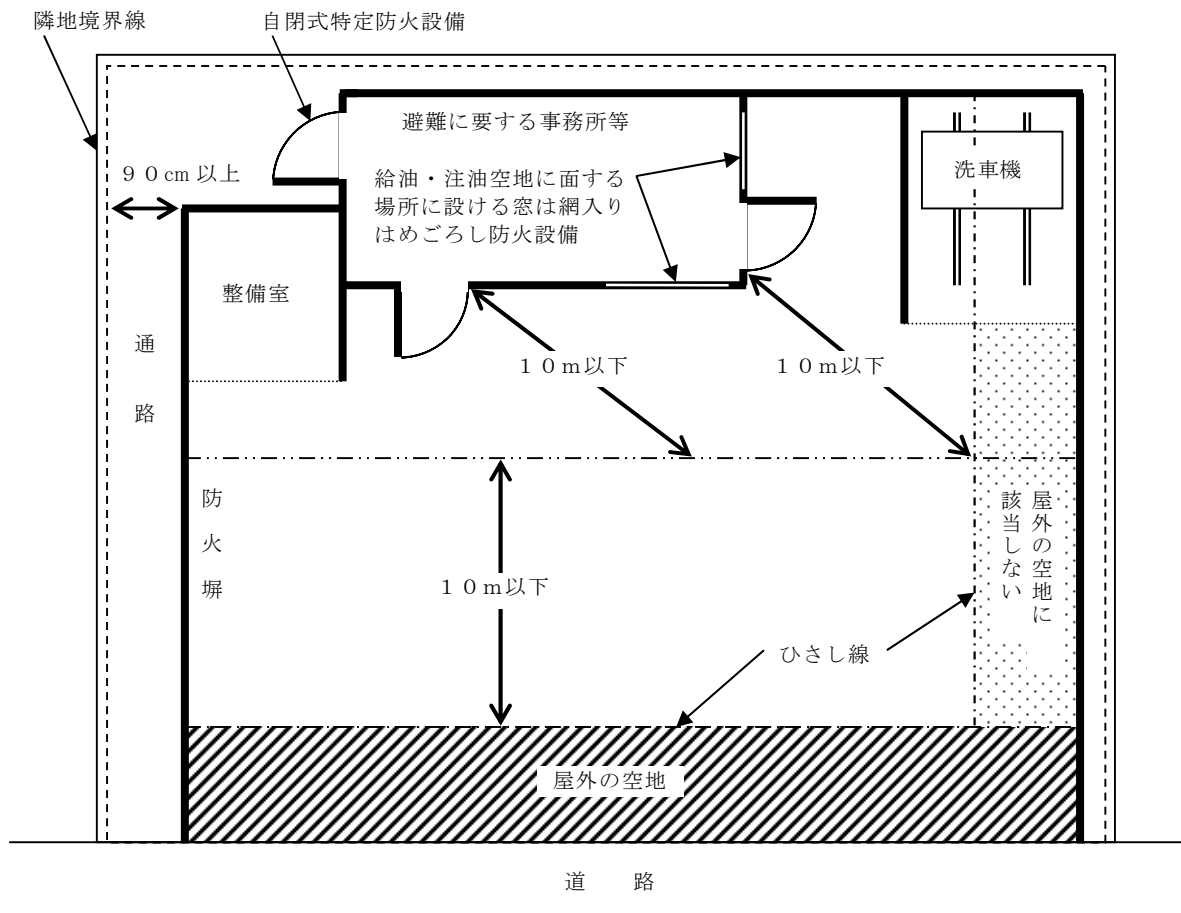 隣地境界線
自閉式特定防火設備
避難に要する事務所等
９０cm 以上
給油・注油空地に面する
場所に設ける窓は網入り
はめごろし防火設備
洗車機
整備室
通路
１０ｍ以下
１０ｍ以下
防火塀
屋外の空地に
該当しない
１０ｍ以下
ひさし線
屋外の空地
道　路